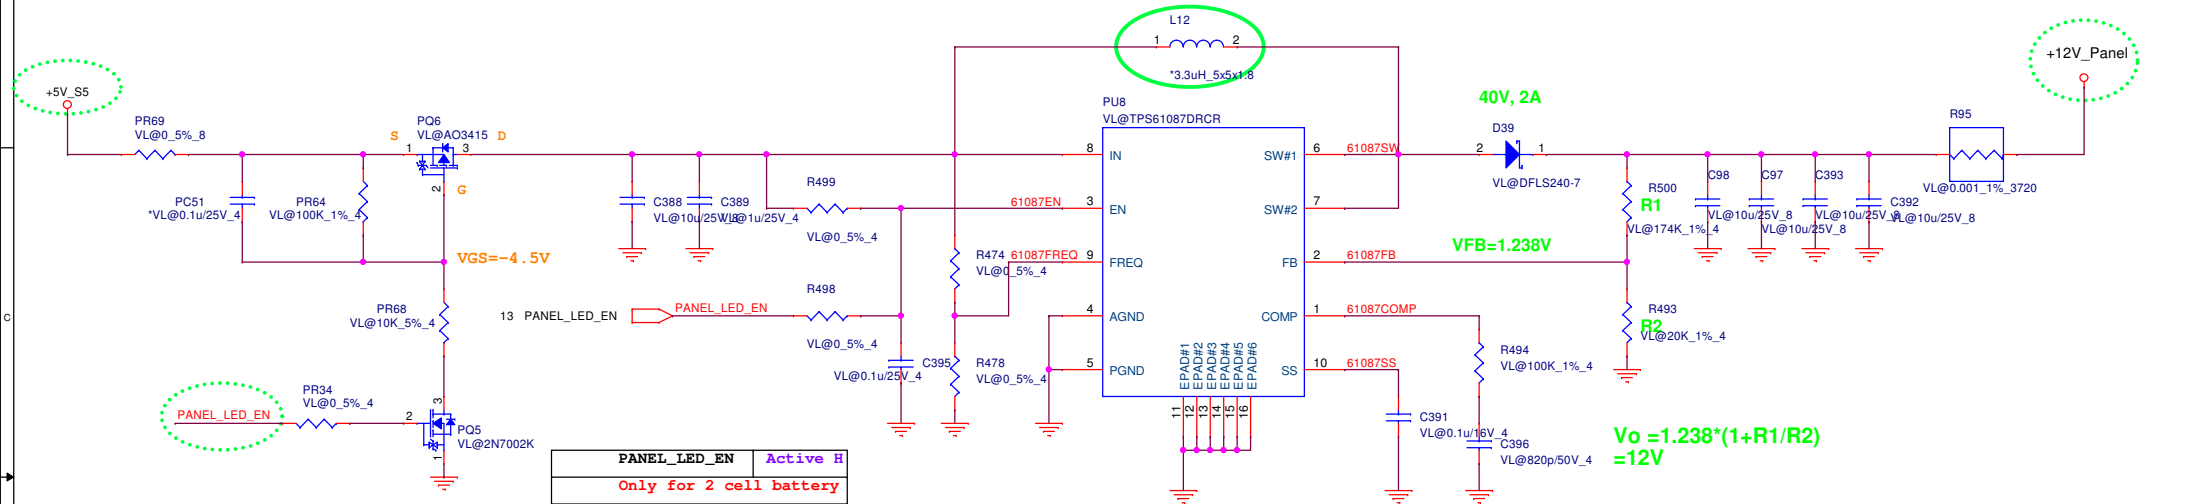 L12
1
2
*3.3uH_5x5x1.8
+12V_Panel
+5V_S5
40V, 2A
PU8
VL@TPS61087DRCR
R95
PR69
VL@0_5%_8
PQ6
VL@AO3415
S
D
1
3
2
G
D39
2
1
VL@DFLS240-7
VL@0.001_1%_3720
8
IN
SW#1
6
61087SW
R499
VL@0_5%_4
PC51
*VL@0.1u/25V_4
PR64
VL@100K_1%_4
C388
VL@10u/25V_8
C389
VL@1u/25V_4
61087EN
3
EN
SW#2
7
R500
R1
VL@174K_1%_4
C98
VL@10u/25V_8
C97
VL@10u/25V_8
C393
VL@10u/25V_8
C392
VL@10u/25V_8
VGS=-4.5V
VFB=1.238V
R474
VL@0_5%_4
61087FREQ
9
FREQ
FB
2
61087FB
R498
VL@0_5%_4
PR68
VL@10K_5%_4
C
13
PANEL_LED_EN
PANEL_LED_EN
4
AGND
COMP
1
61087COMP
R493
R2
VL@20K_1%_4
C395
VL@0.1u/25V_4
R478
VL@0_5%_4
5
PGND
SS
10
61087SS
EPAD#1
EPAD#2
EPAD#3
EPAD#4
EPAD#5
EPAD#6
11
12
13
14
15
16
R494
VL@100K_1%_4
PR34
VL@0_5%_4
PANEL_LED_EN
2
3
1
PQ5
VL@2N7002K
C391
VL@0.1u/16V_4
C396
VL@820p/50V_4
Vo =1.238*(1+R1/R2)
=12V
PANEL_LED_EN
Active H
Only for 2 cell battery